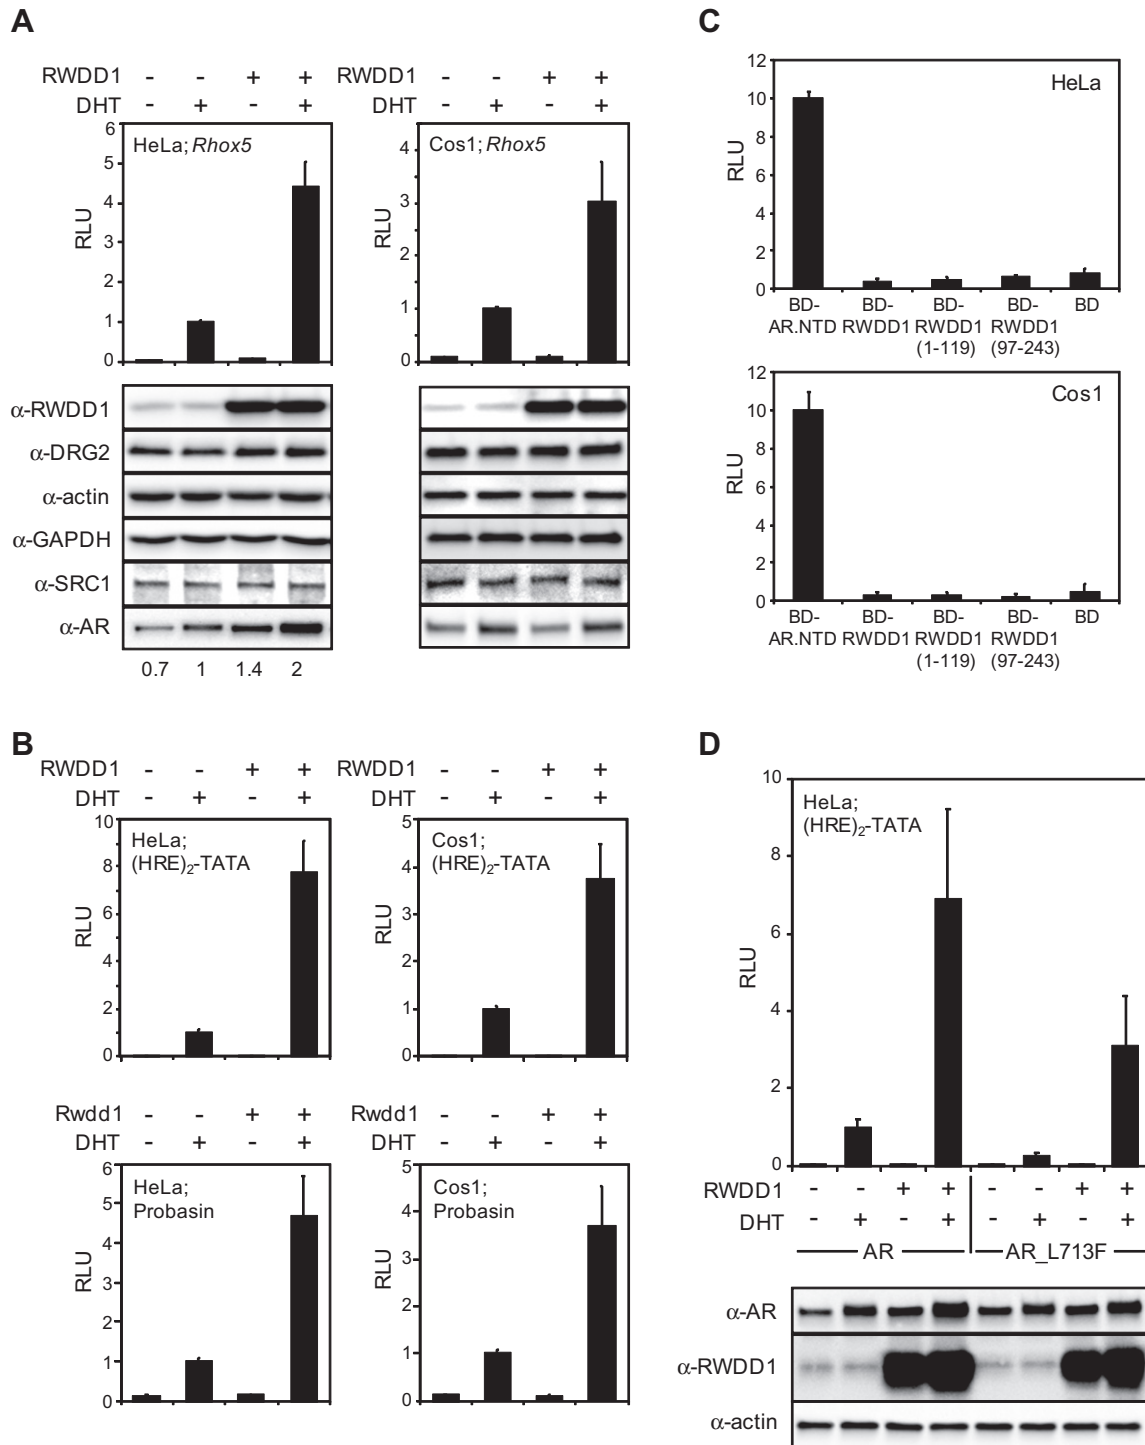 A
RWDD1 - - + +
DHT - + - +
HeLa; Rhox5
RLU
6
5
4
3
2
1
0
RWDD1 - - + +
DHT - + - +
Cos1; Rhox5
RLU
4
3
2
1
0
α-RWDD1
α-DRG2
α-actin
α-GAPDH
α-SRC1
α-AR
0.7 1 1.4 2
B
RWDD1 - - + +
DHT - + - +
HeLa;
(HRE)2-TATA
RLU
10
8
6
4
2
0
RWDD1 - - + +
DHT - + - +
Cos1;
(HRE)2-TATA
RLU
5
4
3
2
1
0
Rwdd1 - - + +
DHT - + - +
HeLa;
Probasin
RLU
6
5
4
3
2
1
0
Rwdd1 - - + +
DHT - + - +
Cos1;
Probasin
RLU
5
4
3
2
1
0
C
HeLa
RLU
12
10
8
6
4
2
0
BD- BD- BD- BD- BD
AR.NTD RWDD1 RWDD1 RWDD1
(1-119) (97-243)
Cos1
RLU
12
10
8
6
4
2
0
BD- BD- BD- BD- BD
AR.NTD RWDD1 RWDD1 RWDD1
(1-119) (97-243)
D
HeLa;
(HRE)2-TATA
RLU
10
8
6
4
2
0
RWDD1 - - + + - - + +
DHT - + - + - + - +
AR AR_L713F
α-AR
α-RWDD1
α-actin